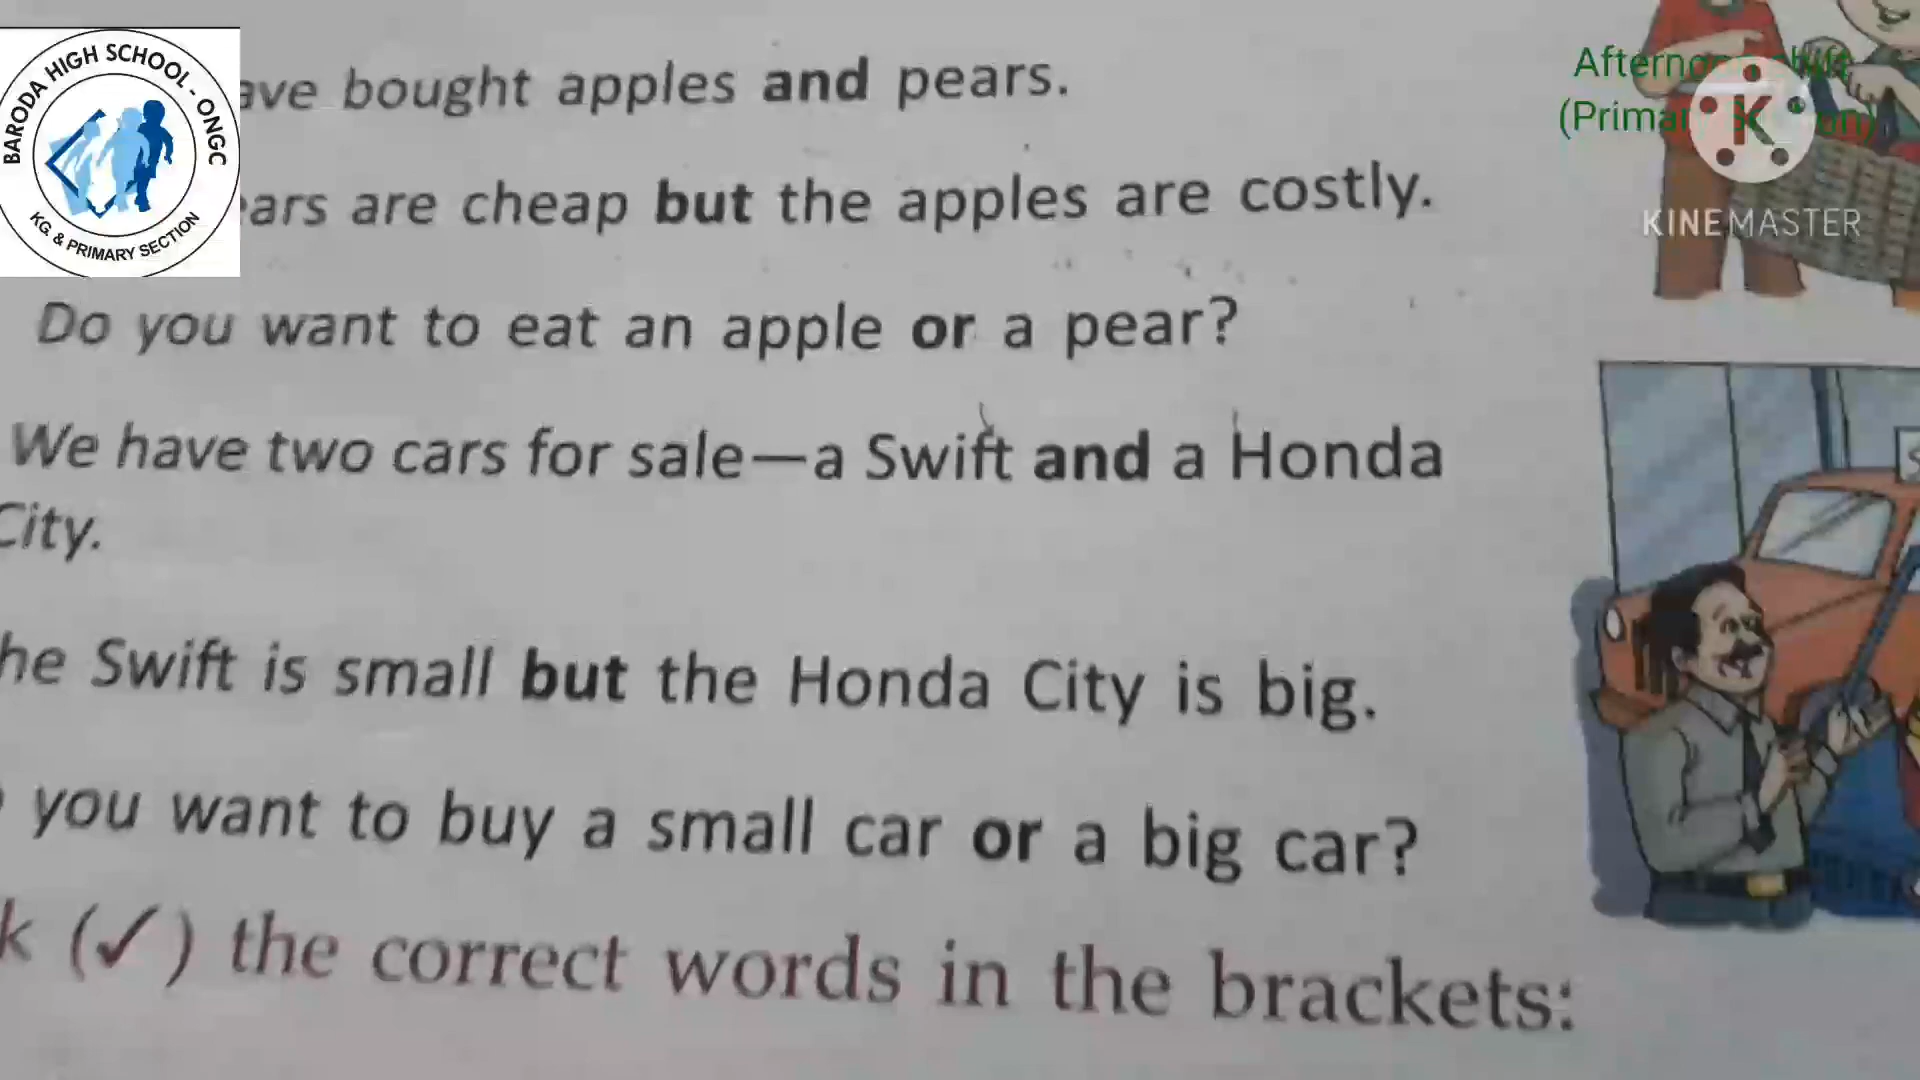 BARODA HIGH SCHOOL - ONGC
KG & PRIMARY SECTION
KINEMASTER
bought apples and pears.
are cheap but the apples are costly.
Do you want to eat an apple or a pear?
We have two cars for sale—a Swift and a Honda
City.
Swift is small but the Honda City is big.
you want to buy a small car or a big car?
(✓) the correct words in the brackets: